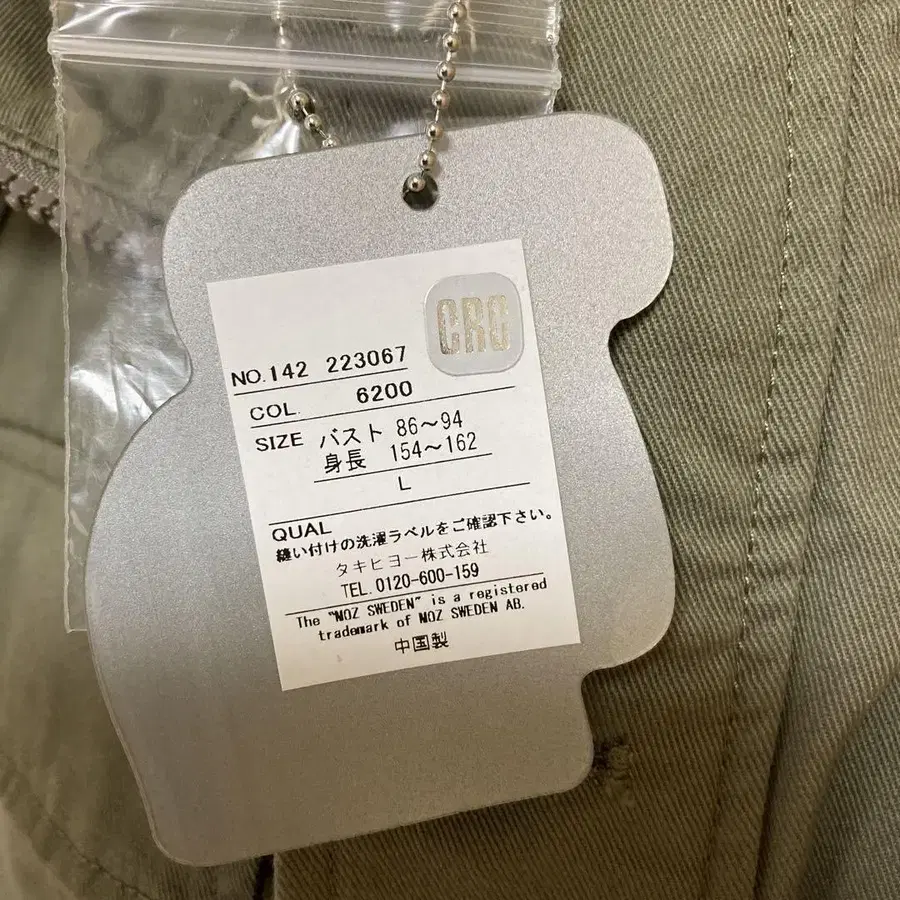 CRC
NO.142 223067
COL. 6200
SIZE バスト 86～94
身長 154～162
L
QUAL
縫い付けの洗濯ラベルをご確認下さい。
タキヒヨー株式会社
TEL.0120-600-159
The "MOZ SWEDEN" is a registered
trademark of MOZ SWEDEN AB.
中国製